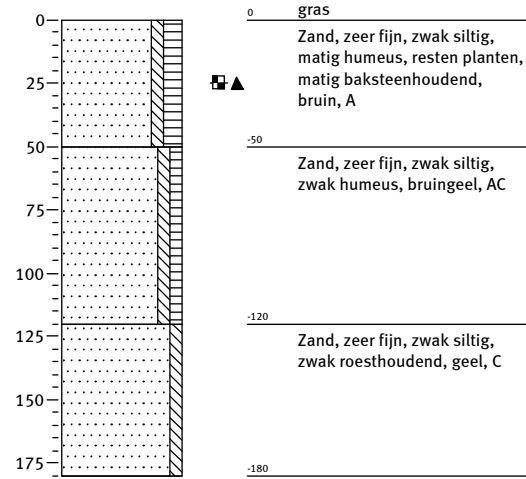 0
25
50
75
100
125
150
175
0
gras
Zand, zeer fijn, zwak siltig,
matig humeus, resten planten,
matig baksteenhoudend,
bruin, A
-50
Zand, zeer fijn, zwak siltig,
zwak humeus, bruingeel, AC
-120
Zand, zeer fijn, zwak siltig,
zwak roesthoudend, geel, C
-180